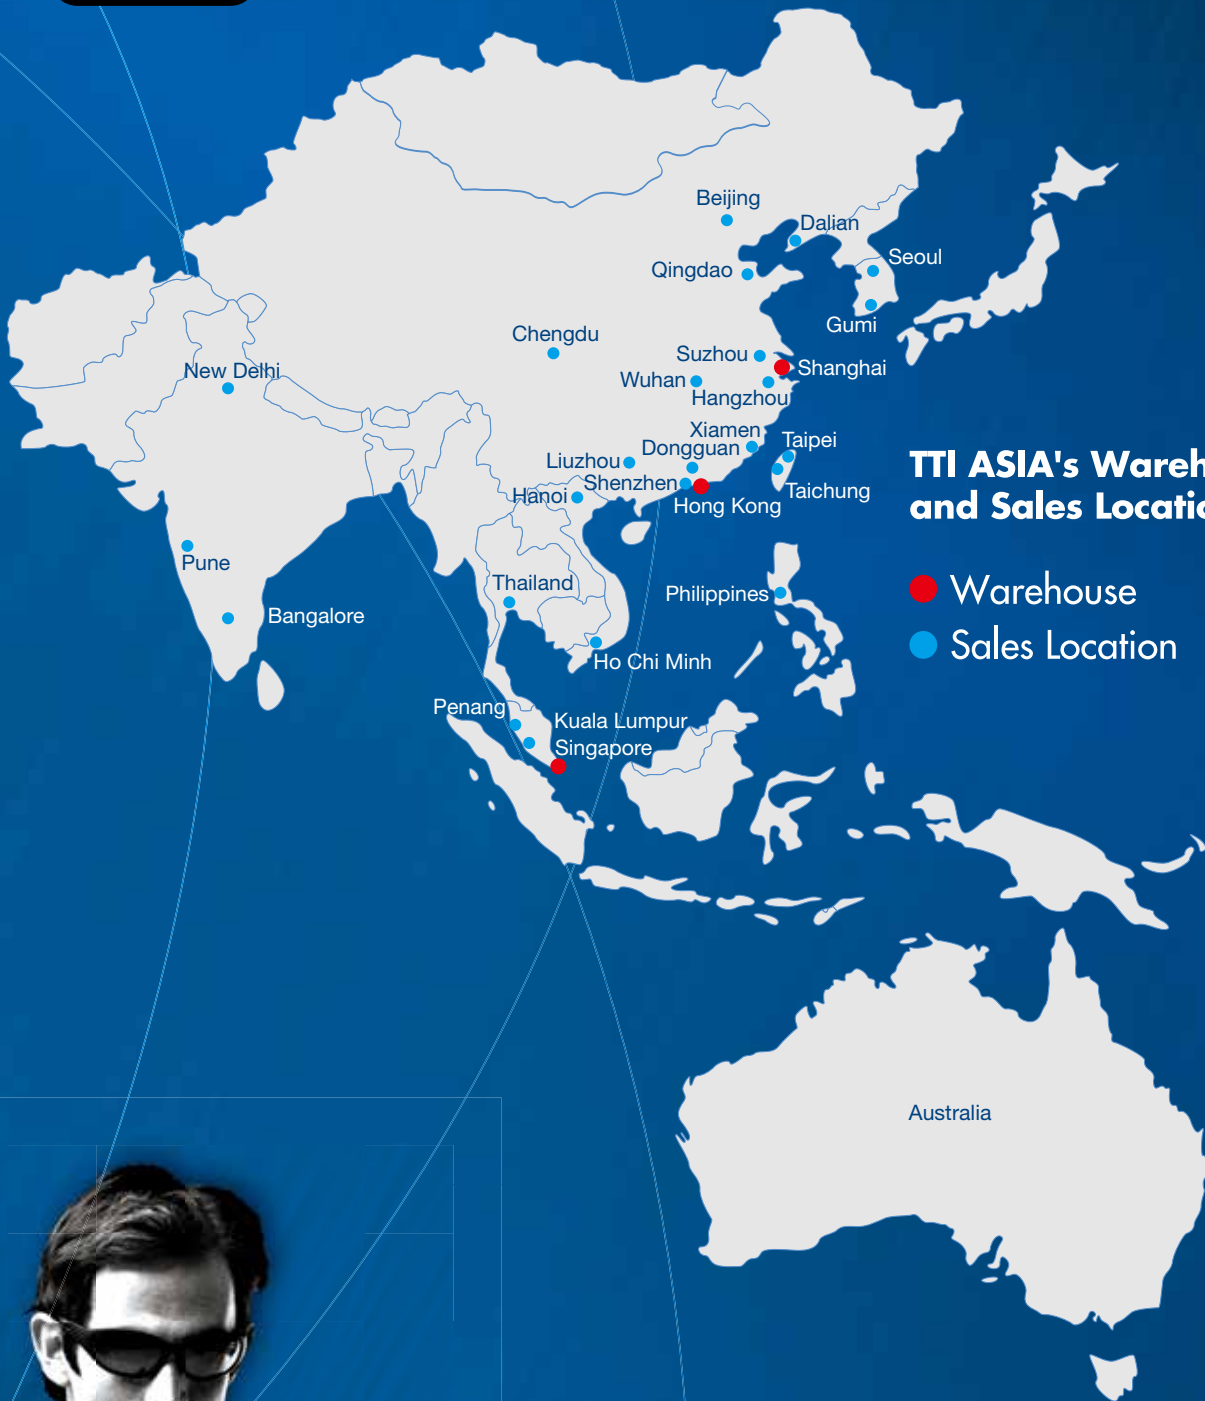 Beijing
Dalian
Seoul
Qingdao
Gumi
Chengdu
Suzhou
Shanghai
New Delhi
Wuhan
Hangzhou
Xiamen
Taipei
Dongguan
Liuzhou
Shenzhen
Taichung
Hanoi
Hong Kong
TTI ASIA's
and Sales
Pune
Thailand
Philippines
Warehouse
Bangalore
Sales Location
Ho Chi Minh
Penang
Kuala Lumpur
Singapore
Australia